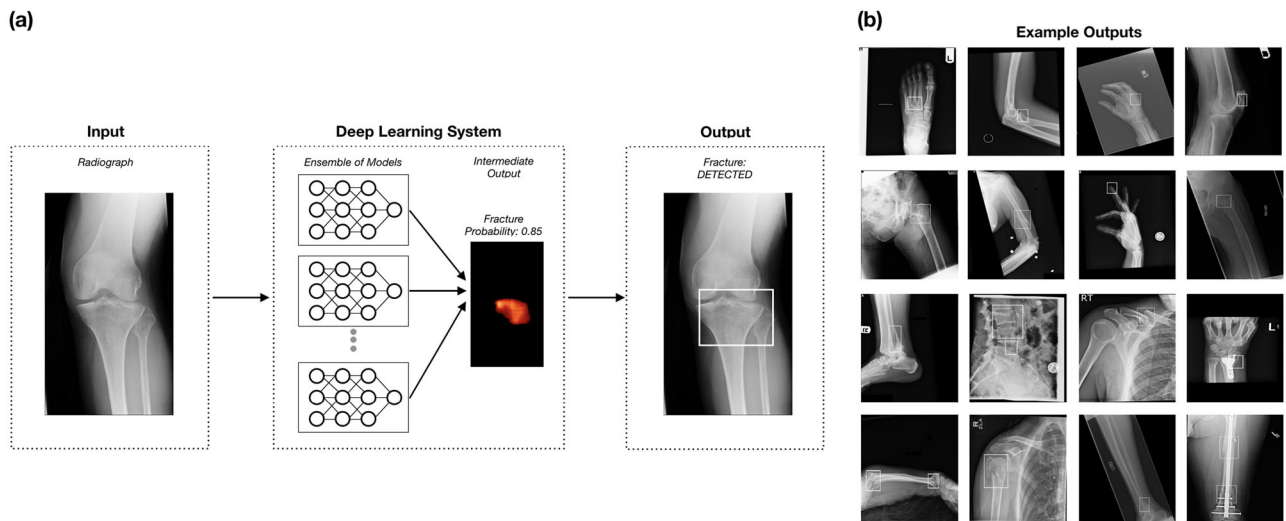 (a)
Input
Radiograph
Deep Learning System
Ensemble of Models
Intermediate
Output
Fracture
Probability: 0.85
Output
Fracture:
DETECTED
(b)
Example Outputs
L
RT
L
R